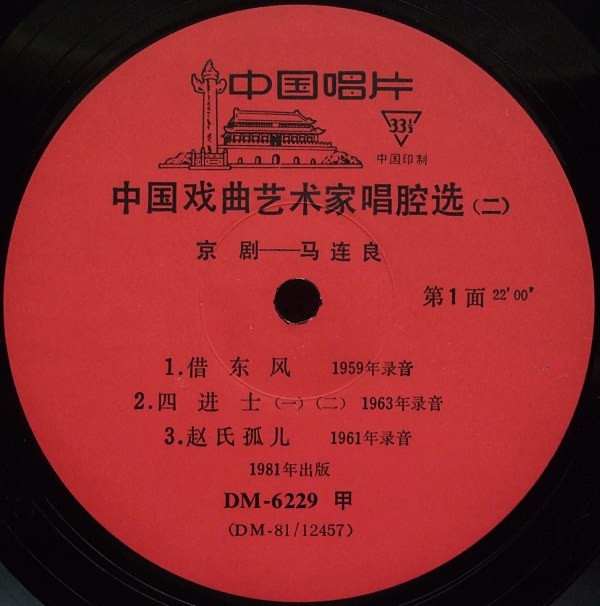 中国唱片
33⅓
中国印制
中国戏曲艺术家唱腔选(二)
京剧——马连良
第1面 22'00"
1.借东风 1959年录音
2.四进士(一)(二) 1963年录音
3.赵氏孤儿 1961年录音
1981年出版
DM-6229 甲
(DM-81/12457)